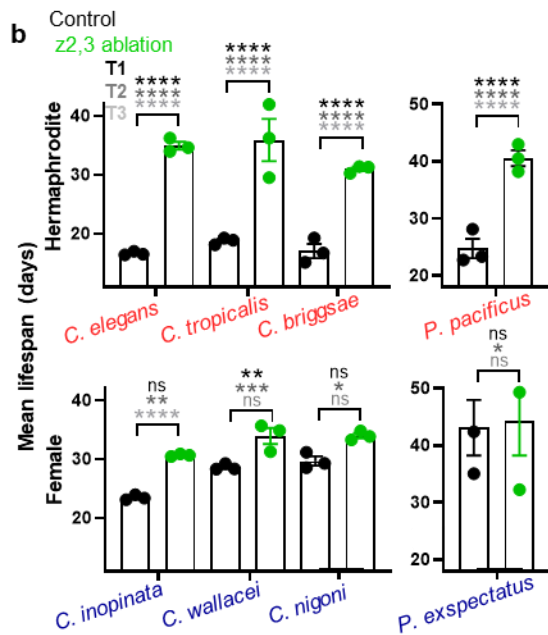 b
Control
z2,3 ablation
T1
T2
T3
****
****
****
****
****
****
****
****
****
****
****
****
Mean lifespan (days)
Hermaphrodite
40
30
20
50
40
30
20
C. elegans
C. tropicalis
C. briggsae
P. pacificus
Female
ns
**
****
**
***
ns
ns
*
ns
ns
*
ns
40
30
20
50
40
30
20
C. inopinata
C. wallacei
C. nigoni
P. exspectatus